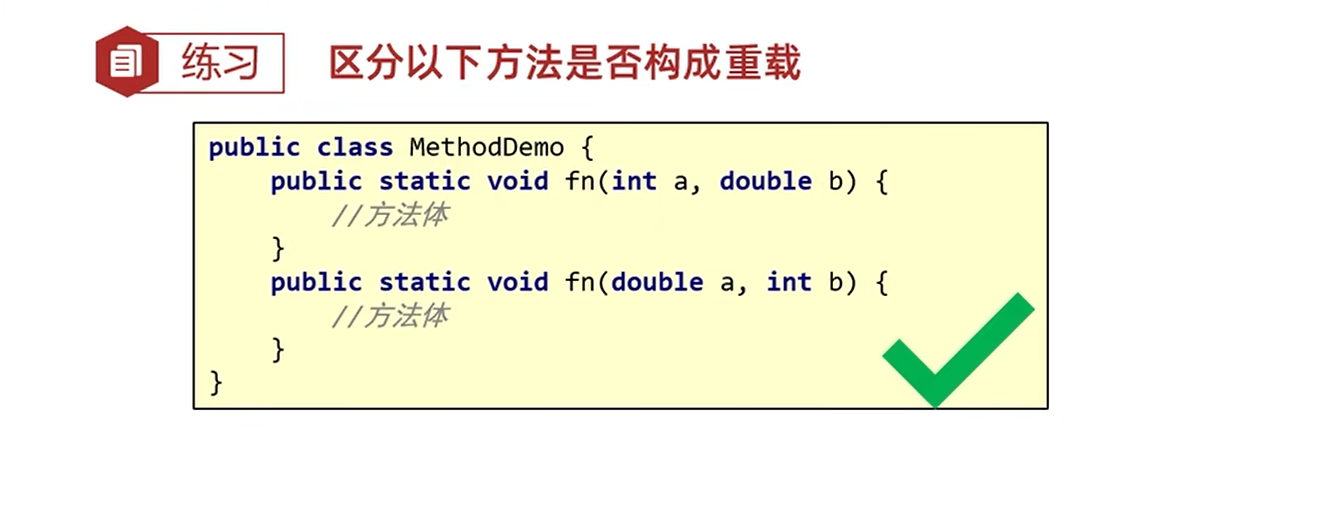 练习 区分以下方法是否构成重载
public class MethodDemo {
    public static void fn(int a, double b) {
        //方法体
    }
    public static void fn(double a, int b) {
        //方法体
    }
}